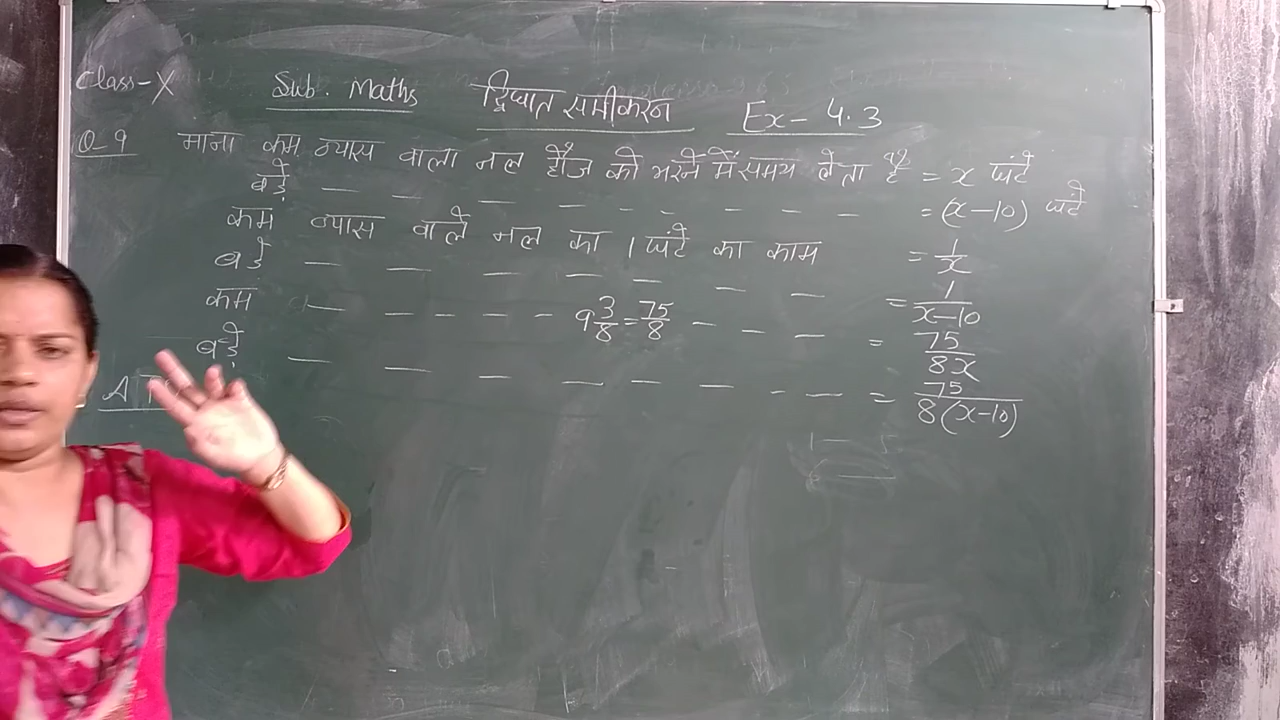 Class-X Sub. Maths द्विघात समीकरण Ex- 4.3
Q-9 माना कम व्यास वाला नल हौज को भरने में समय लेता है = x घंटे
बड़े — — — — — — — — — = (x-10) घंटे
कम व्यास वाले नल का 1 घंटे का काम = 1/x
बड़े — — — — — — — = 1/(x-10)
कम — — — — — 9 3/8 = 75/8 — — — = 75/8x
बड़े — — — — — — - — = 75/8(x-10)